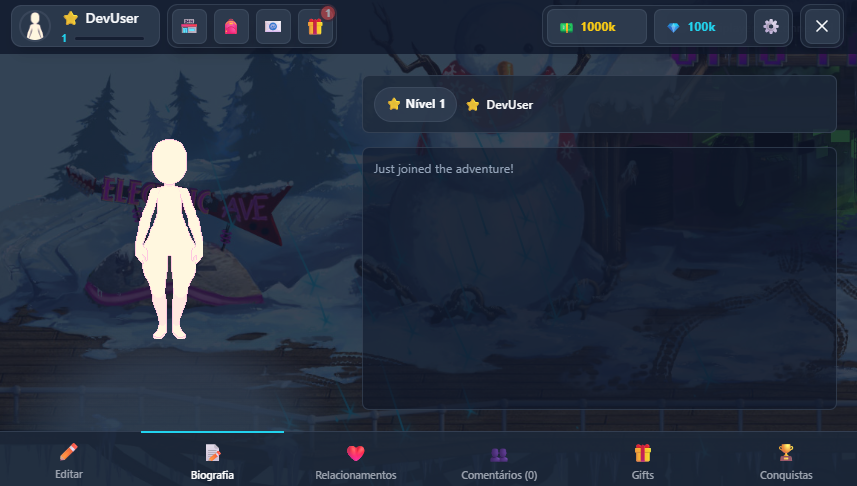 DevUser
1
1
1000k
100k
Nível 1
DevUser
Just joined the adventure!
AVE
Editar
Biografia
Relacionamentos
Comentários (0)
Gifts
Conquistas